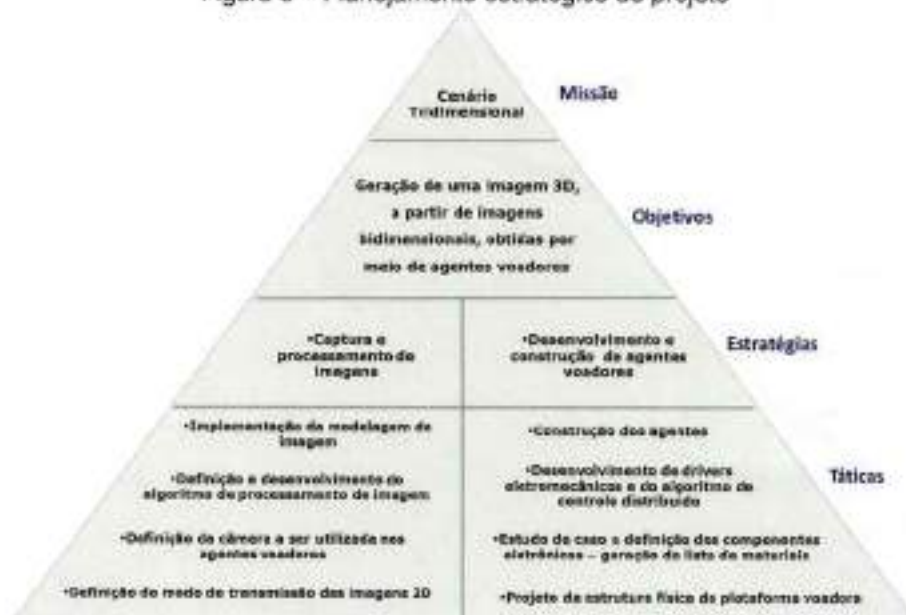 Planejamento estratégico do projeto
Cenário
Tridimensional
Missão
Geração de uma imagem 3D,
a partir de imagens
bidimensionais, obtidas por
meio de agentes voadores
Objetivos
•Captura e
processamento de
imagens
•Desenvolvimento e
construção de agentes
voadores
Estratégias
•Implementação da modelagem da
imagem
•Definição e desenvolvimento do
algoritmo de processamento de imagem
•Definição da câmera a ser utilizada nos
agentes voadores
•Definição do modo de transmissão das imagens 2D
•Construção dos agentes
•Desenvolvimento de drivers
eletromecânicos e do algoritmo de
controle distribuído
•Estudo de caso e definição dos componentes
eletrônicos – geração de lista de materiais
•Projeto da estrutura física da plataforma voadora
Táticas